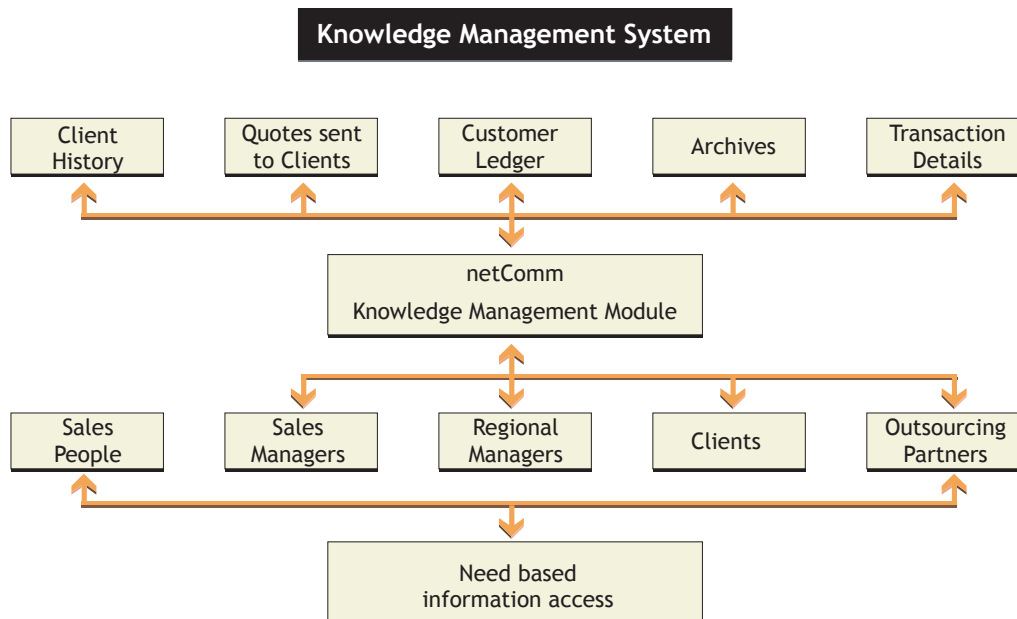 Knowledge Management System
Client
History
Quotes sent
to Clients
Customer
Ledger
Archives
Transaction
Details
netComm
Knowledge Management Module
Sales
People
Sales
Managers
Regional
Managers
Clients
Outsourcing
Partners
Need based
information access